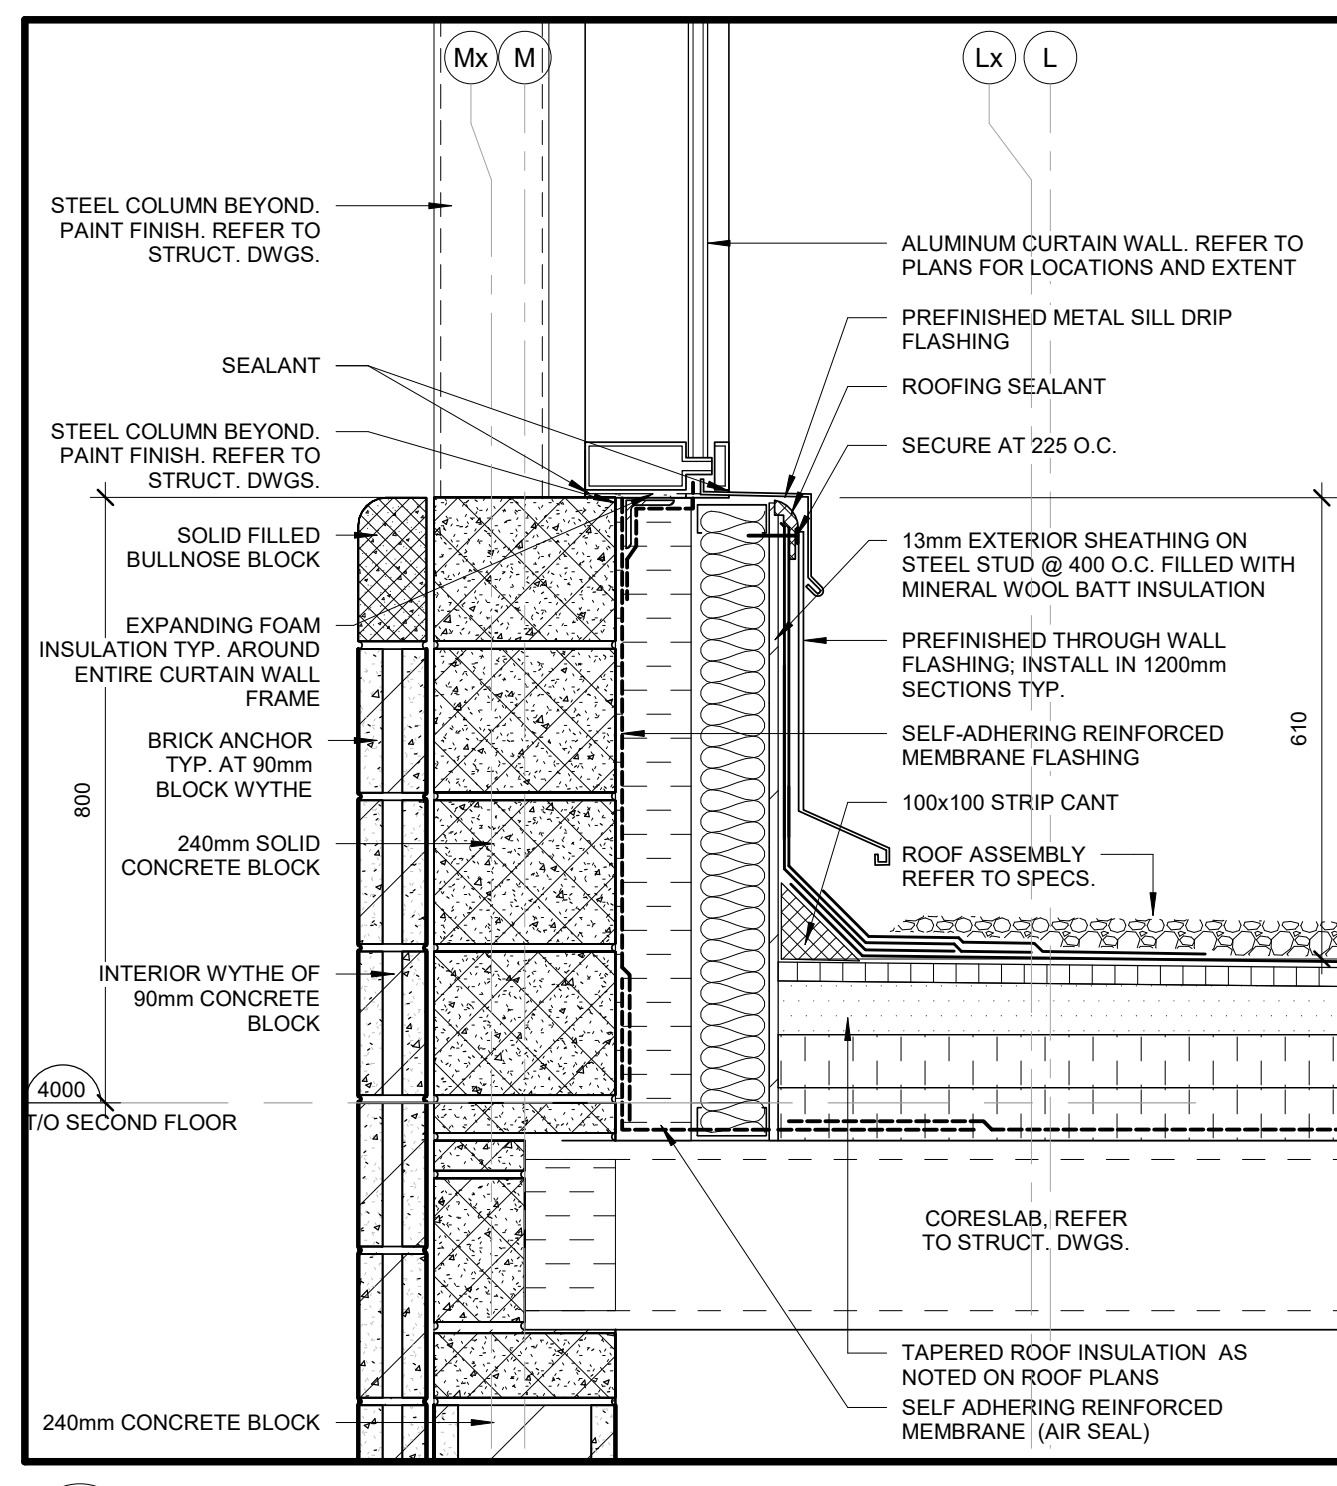 Mx M Lx L
STEEL COLUMN BEYOND.
PAINT FINISH. REFER TO
STRUCT. DWGS.
SEALANT
STEEL COLUMN BEYOND.
PAINT FINISH. REFER TO
STRUCT. DWGS.
SOLID FILLED
BULLNOSE BLOCK
EXPANDING FOAM
INSULATION TYP. AROUND
ENTIRE CURTAIN WALL
FRAME
BRICK ANCHOR
TYP. AT 90mm
BLOCK WYTHE
800
240mm SOLID
CONCRETE BLOCK
INTERIOR WYTHE OF
90mm CONCRETE
BLOCK
4000
T/O SECOND FLOOR
240mm CONCRETE BLOCK
ALUMINUM CURTAIN WALL. REFER TO
PLANS FOR LOCATIONS AND EXTENT
PREFINISHED METAL SILL DRIP
FLASHING
ROOFING SEALANT
SECURE AT 225 O.C.
13mm EXTERIOR SHEATHING ON
STEEL STUD @ 400 O.C. FILLED WITH
MINERAL WOOL BATT INSULATION
PREFINISHED THROUGH WALL
FLASHING; INSTALL IN 1200mm
SECTIONS TYP.
610
SELF-ADHERING REINFORCED
MEMBRANE FLASHING
100x100 STRIP CANT
ROOF ASSEMBLY
REFER TO SPECS.
CORESLAB, REFER
TO STRUCT. DWGS.
TAPERED ROOF INSULATION AS
NOTED ON ROOF PLANS
SELF ADHERING REINFORCED
MEMBRANE (AIR SEAL)